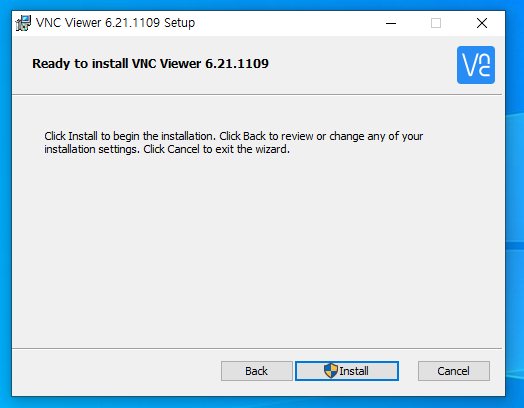 VNC Viewer 6.21.1109 Setup
Ready to install VNC Viewer 6.21.1109
Click Install to begin the installation. Click Back to review or change any of your
installation settings. Click Cancel to exit the wizard.
Back
Install
Cancel